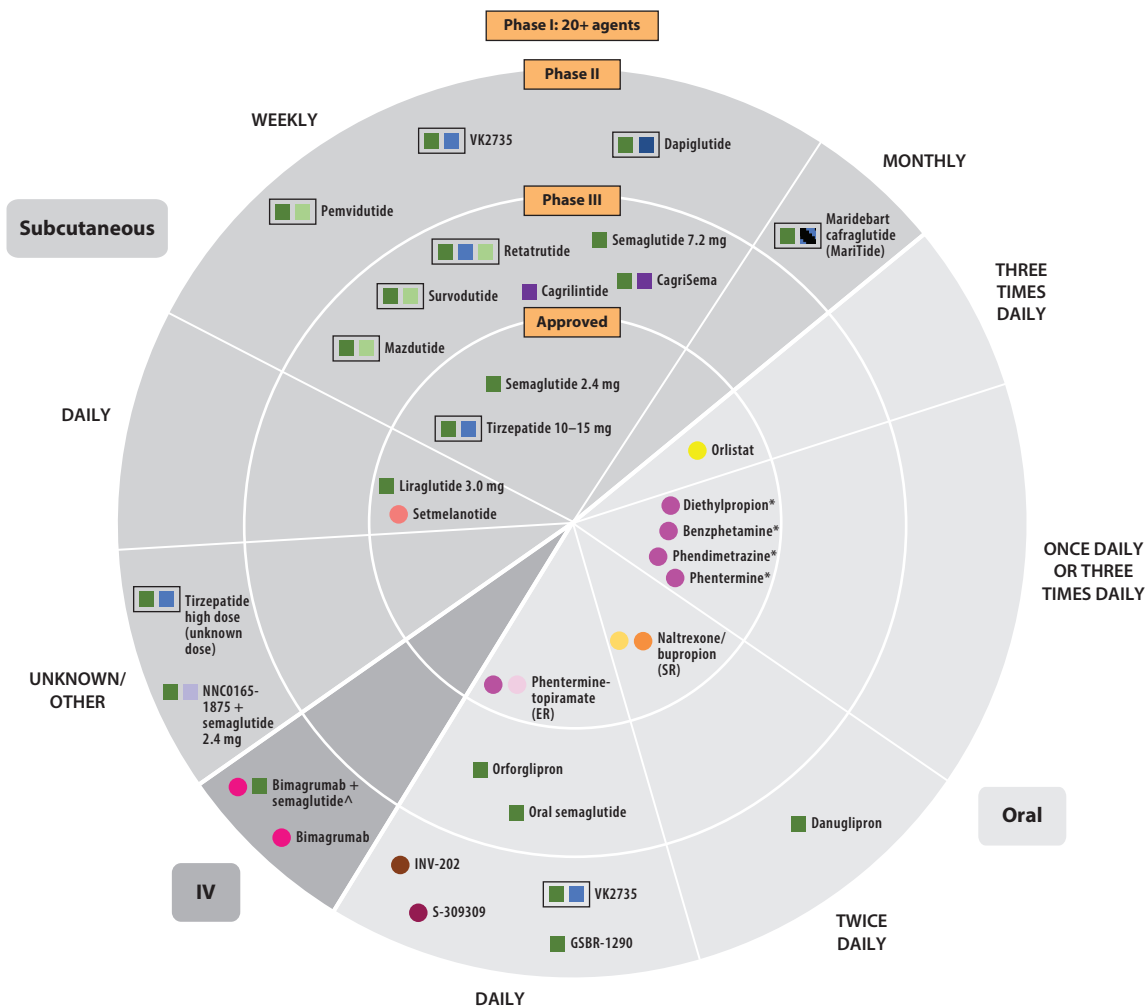 Phase I: 20+ agents
Phase II
WEEKLY
MONTHLY
VK2735
Dapiglutide
Subcutaneous
Pemvidutide
Phase III
Maridebart
cafraglutide
(MariTide)
Semaglutide 7.2 mg
Retatrutide
THREE
TIMES
DAILY
Survodutide
Cagrilintide
CagriSema
Approved
Mazdutide
Semaglutide 2.4 mg
DAILY
Tirzepatide 10–15 mg
Orlistat
Liraglutide 3.0 mg
Setmelanotide
Diethylpropion*
Benzphetamine*
Phendimetrazine*
Phentermine*
ONCE DAILY
OR THREE
TIMES DAILY
Tirzepatide
high dose
(unknown
dose)
UNKNOWN/
OTHER
NNC0165-
1875 +
semaglutide
2.4 mg
Naltrexone/
bupropion
(SR)
Phentermine-
topiramate
(ER)
Orforglipron
Oral semaglutide
Bimagrumab +
semaglutide^
Bimagrumab
Danuglipron
Oral
IV
INV-202
S-309309
VK2735
GSBR-1290
TWICE
DAILY
DAILY